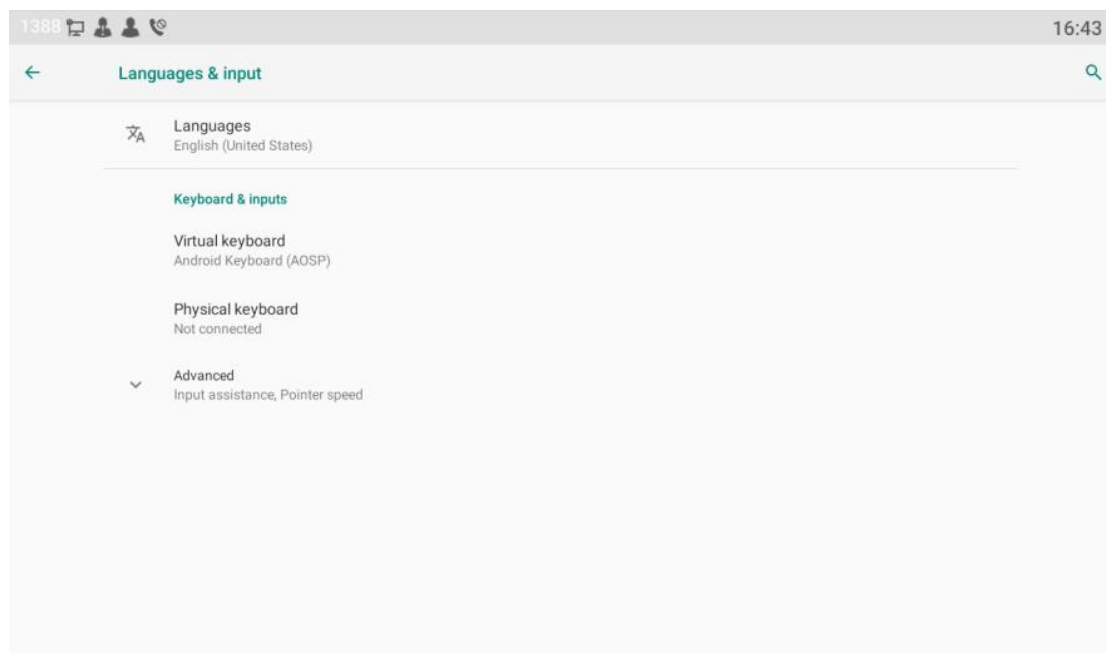 1388
16:43
Languages & input
Languages
English (United States)
Keyboard & inputs
Virtual keyboard
Android Keyboard (AOSP)
Physical keyboard
Not connected
Advanced
Input assistance, Pointer speed